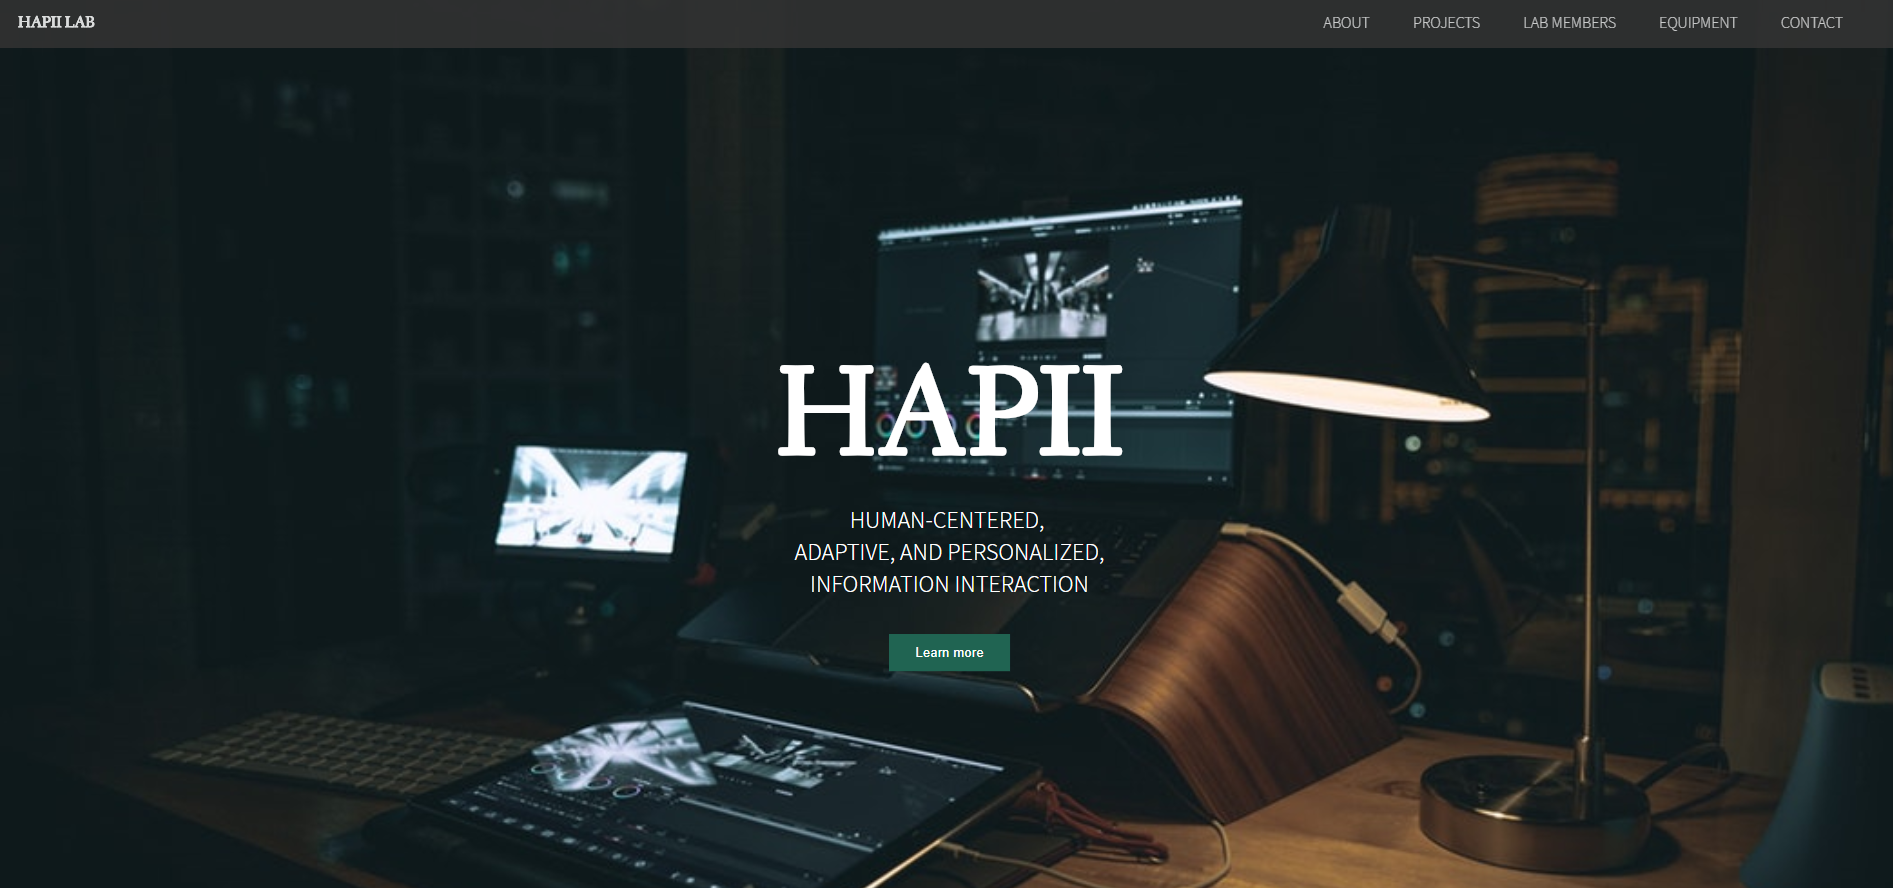 HAPII LAB
ABOUT
PROJECTS
LAB MEMBERS
EQUIPMENT
CONTACT
HAPII
HUMAN-CENTERED,
ADAPTIVE, AND PERSONALIZED,
INFORMATION INTERACTION
Learn more